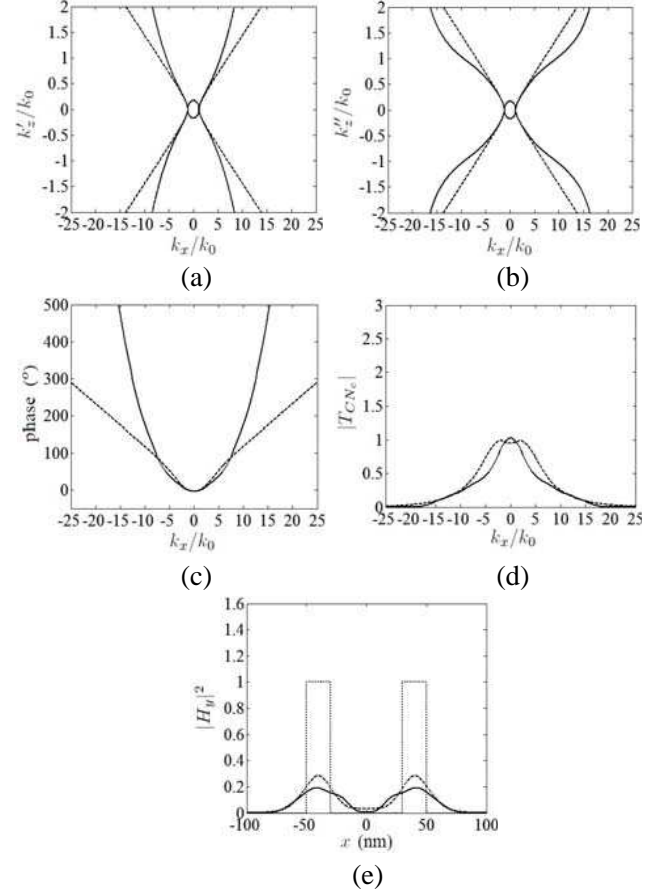 2 2
1.5 1.5
1 1
0.5 0.5
k′z/k0 0 k″z/k0 0
-0.5 -0.5
-1 -1
-1.5 -1.5
-2 -2
-25 -20 -15 -10 -5 0 5 10 15 20 25 -25 -20 -15 -10 -5 0 5 10 15 20 25
kx/k0 kx/k0
(a) (b)
500 3
400 2.5
300 2
phase (°) 200 |TCNe| 1.5
100 1
0 0.5
0
-25 -20 -15 -10 -5 0 5 10 15 20 25 -25 -20 -15 -10 -5 0 5 10 15 20 25
kx/k0 kx/k0
(c) (d)
1.6
1.4
1.2
1
|Hy|² 0.8
0.6
0.4
0.2
0
-100 -50 0 50 100
x (nm)
(e)